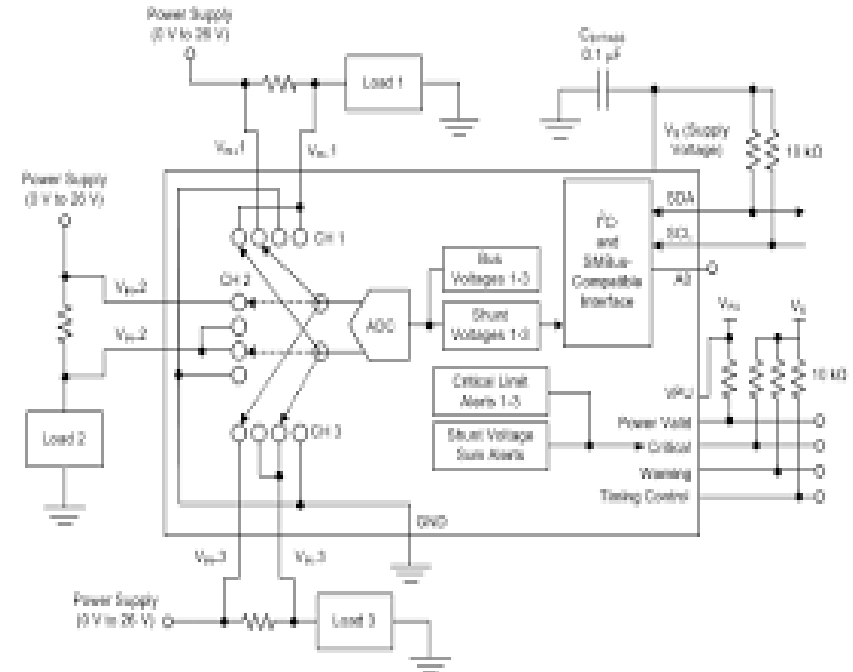 Power Supply
(0 V to 26 V)
Load 1
0.1 µF
VS (Supply
Voltage)
10 kΩ
VIN+1
VIN-1
Power Supply
(0 V to 26 V)
SDA
SCL
A0
I2C
and
SMBus-
Compatible
Interface
CH 1
Bus
Voltages 1-3
CH 2
VIN+2
VIN-2
ADC
Shunt
Voltages 1-3
VPU
VS
10 kΩ
Critical Limit
Alerts 1-3
VPU
Load 2
CH 3
Shunt Voltage
Sum Alerts
Power Valid
Critical
Warning
Timing Control
GND
VIN+3
VIN-3
Power Supply
(0 V to 26 V)
Load 3